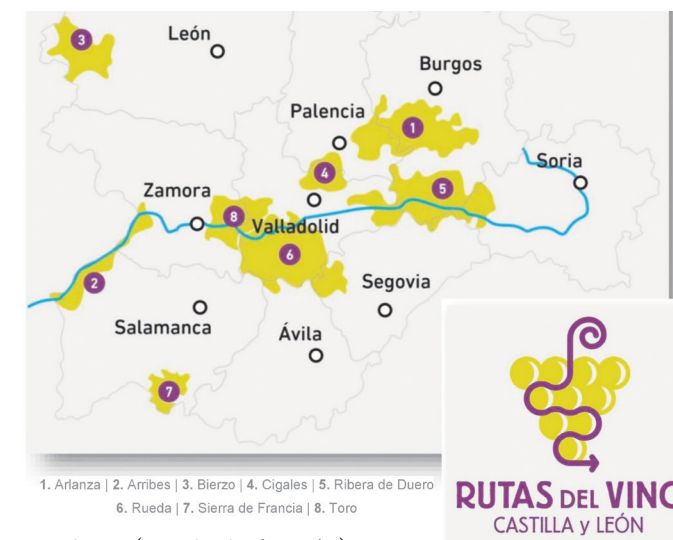 3
León
Burgos
Palencia
1
4
Soria
5
Zamora
8
Valladolid
6
2
Segovia
Salamanca
Ávila
7
1. Arlanza | 2. Arribes | 3. Bierzo | 4. Cigales | 5. Ribera de Duero
6. Rueda | 7. Sierra de Francia | 8. Toro
RUTAS DEL VINO
CASTILLA y LEÓN